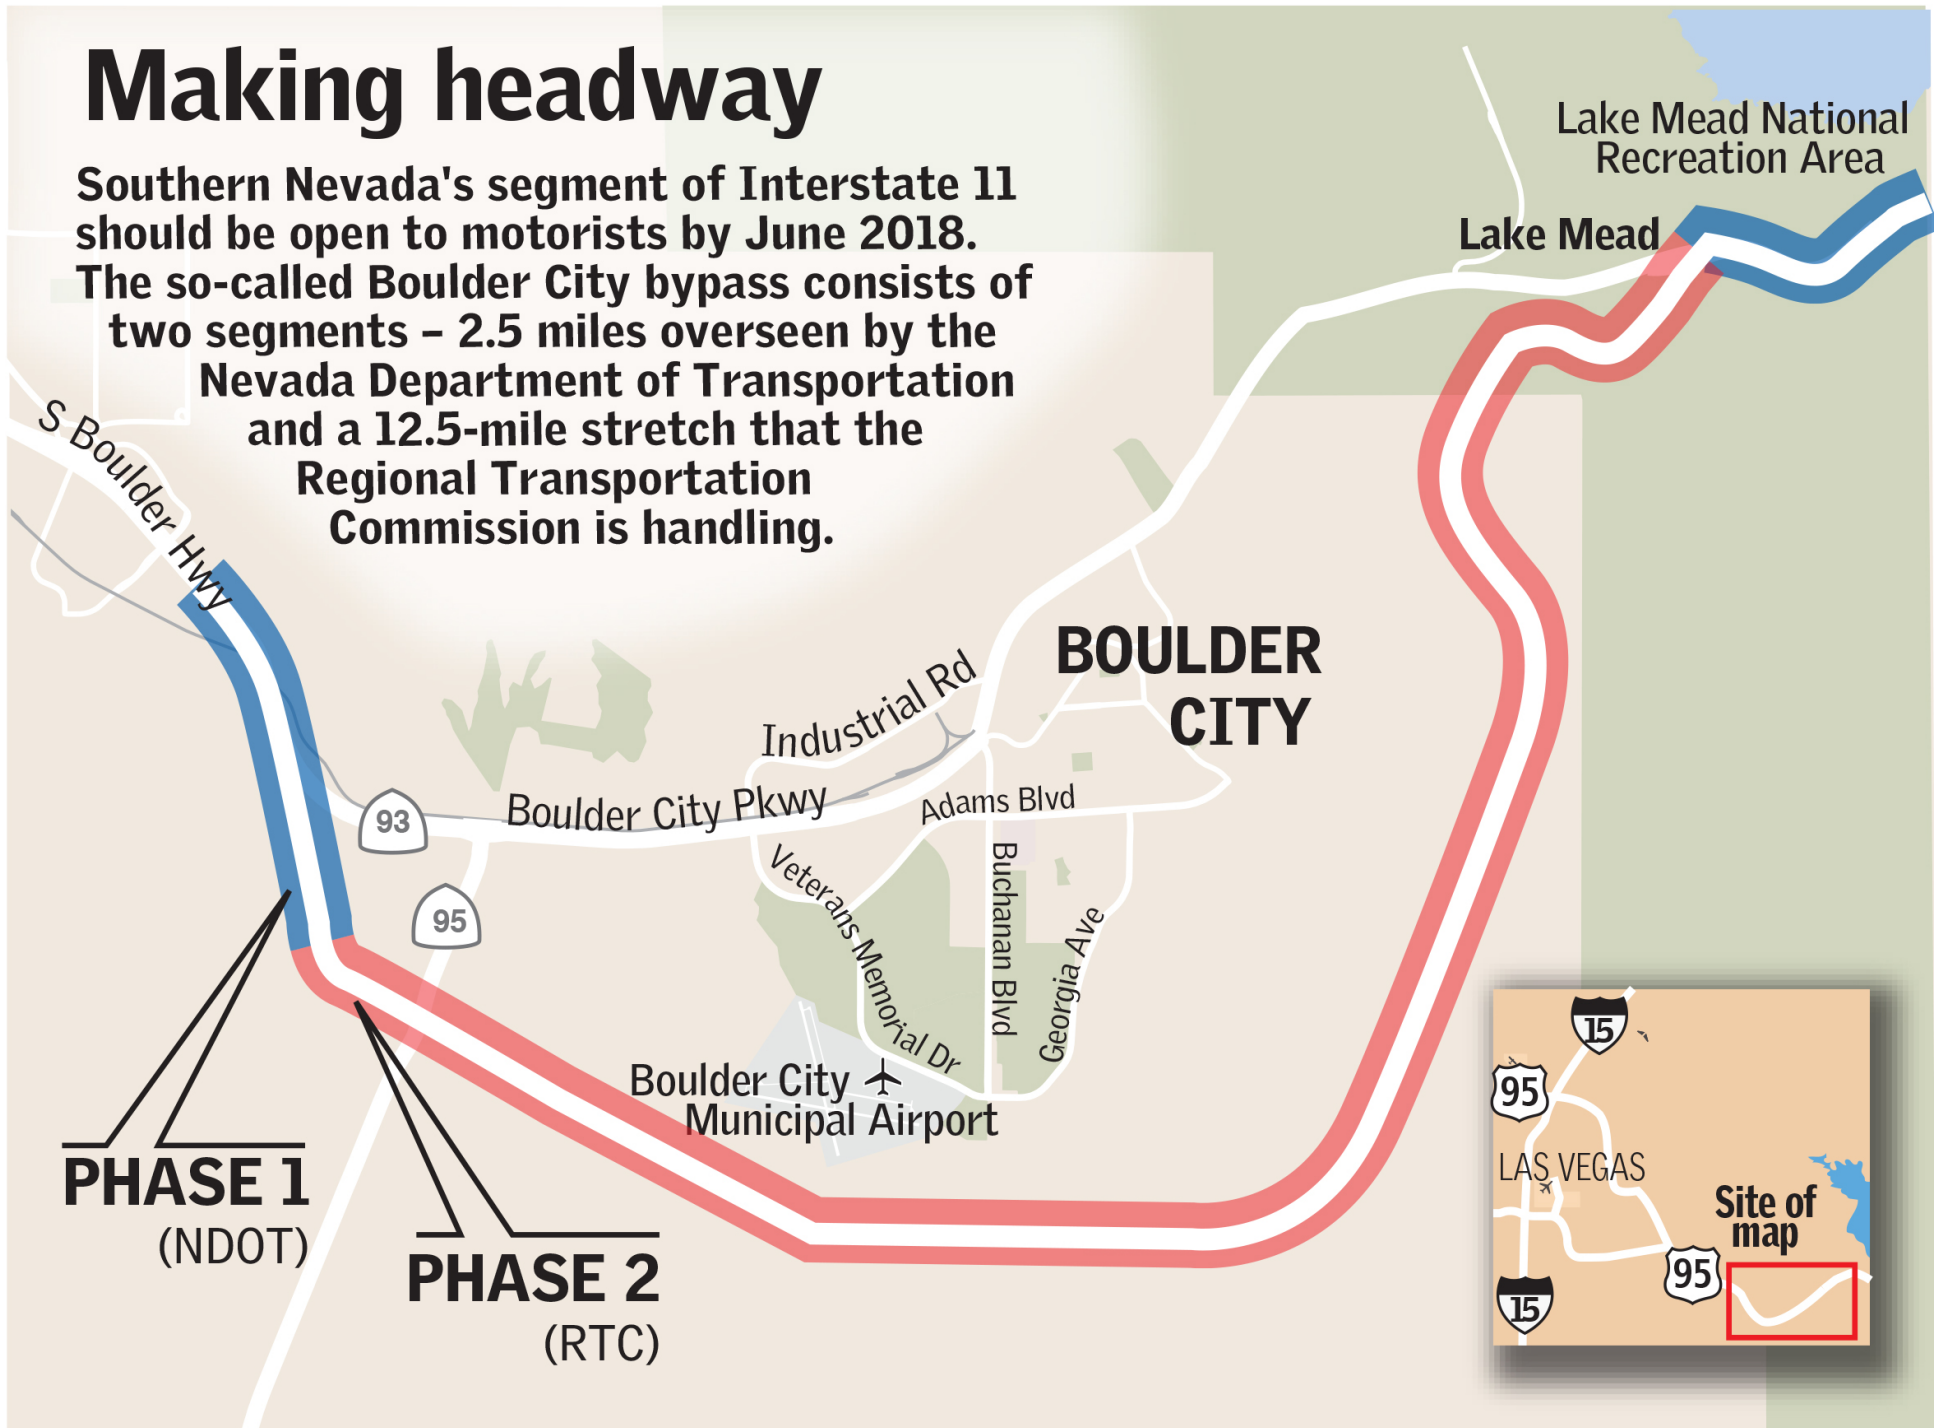 Making headway
Southern Nevada's segment of Interstate 11
should be open to motorists by June 2018.
The so-called Boulder City bypass consists of
two segments – 2.5 miles overseen by the
Nevada Department of Transportation
and a 12.5-mile stretch that the
Regional Transportation
Commission is handling.
Lake Mead National
Recreation Area
Lake Mead
S Boulder Hwy
BOULDER
CITY
Industrial Rd
Boulder City Pkwy
Adams Blvd
93
95
Veterans Memorial Dr
Buchanan Blvd
Georgia Ave
Boulder City
Municipal Airport
PHASE 1
(NDOT)
PHASE 2
(RTC)
15
95
LAS VEGAS
Site of
map
95
15